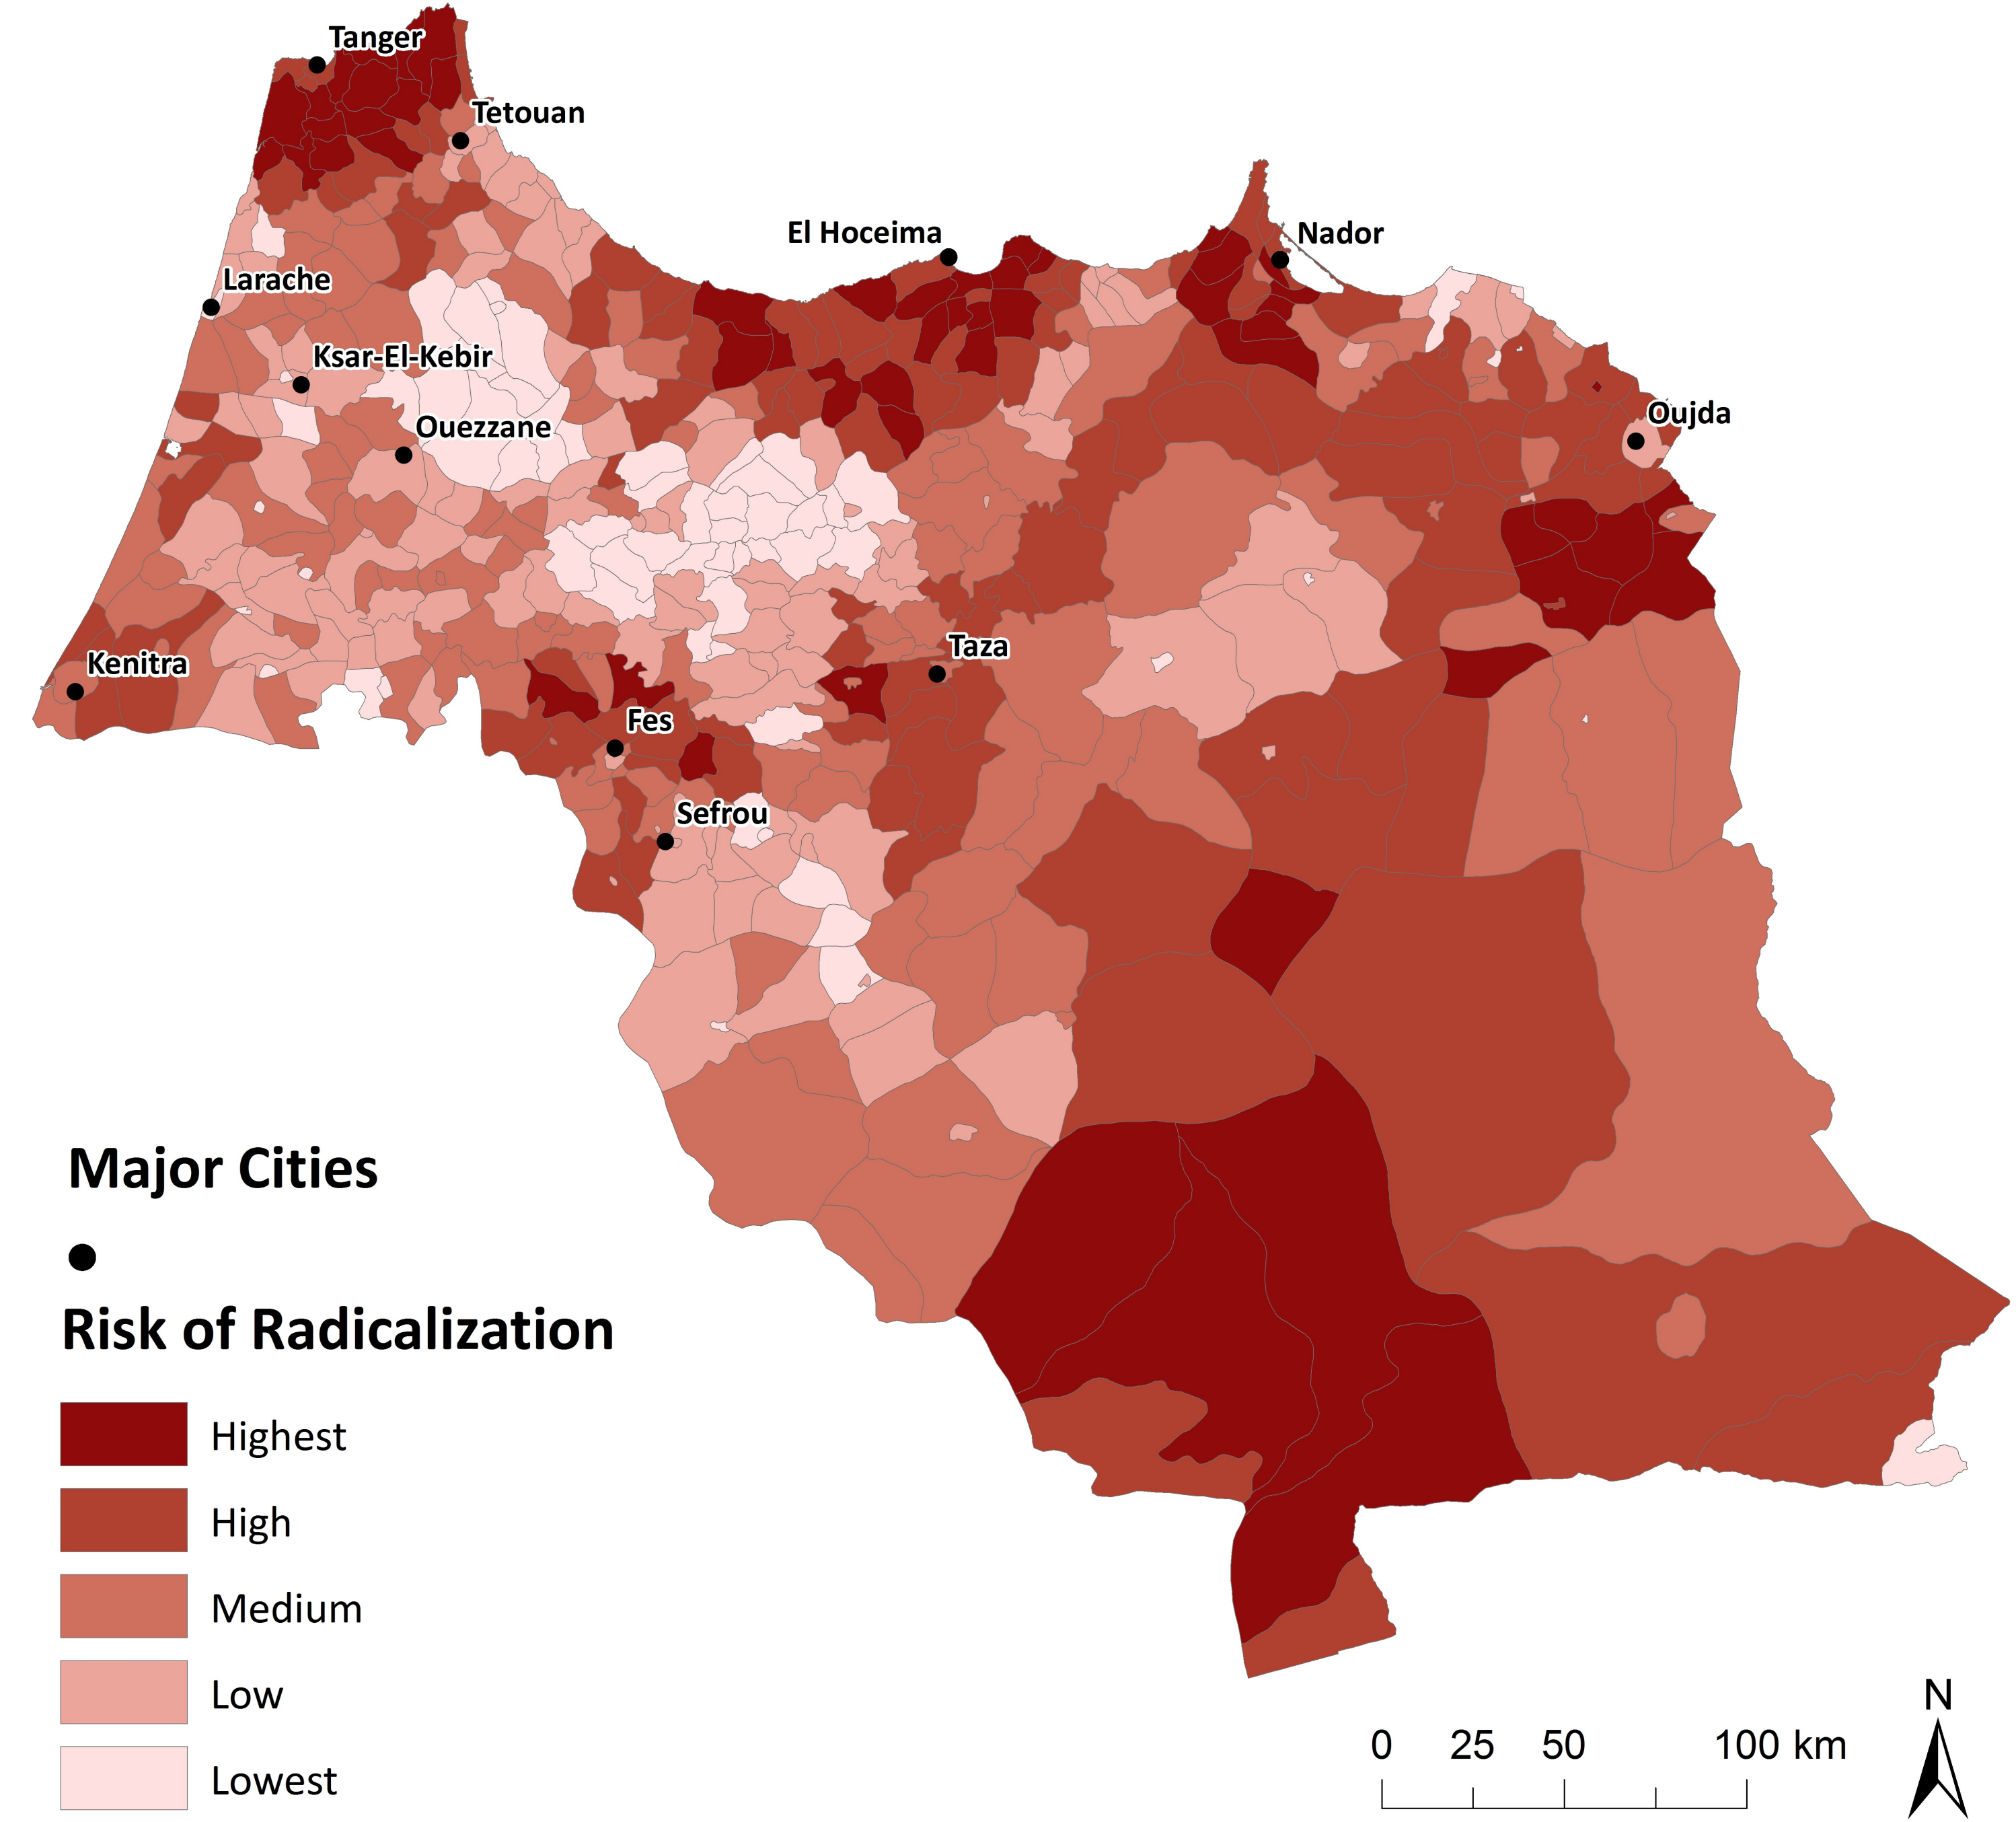 Tanger
Tetouan
El Hoceima
Nador
Larache
Ksar-El-Kebir
Oujda
Ouezzane
Taza
Kenitra
Fes
Sefrou
Major Cities
Risk of Radicalization
Highest
High
Medium
Low
Lowest
N
0 25 50 100 km